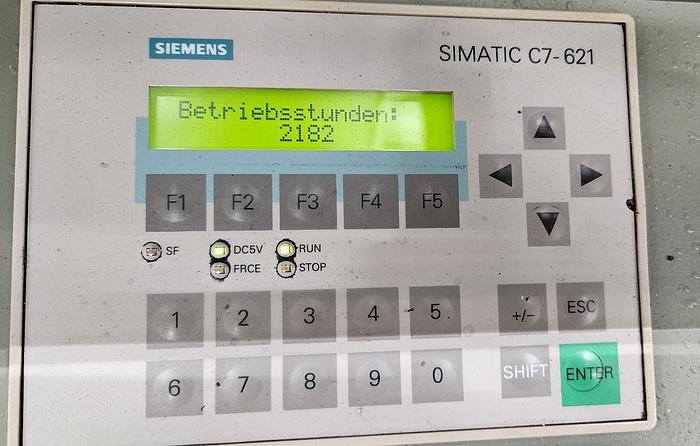 SIEMENS
SIMATIC C7-621
Betriebsstunden:
2182
F1 F2 F3 F4 F5
SF DC5V RUN
FRCE STOP
1 2 3 4 5 +/- ESC
6 7 8 9 0 SHIFT ENTER